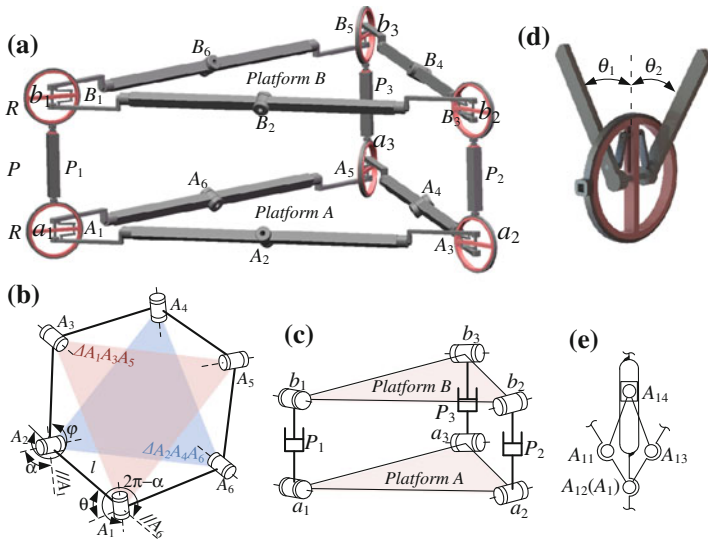 (a)
B5
b3
B6
B4
Platform B
P3
b1
B1
B3
b2
R
B2
a3
P
P1
A6
A5
A4
P2
Platform A
R
a1
A1
A3
a2
A2
(d)
θ1
θ2
(b)
A4
A3
ΔA1A3A5
A5
A2
φ
ΔA2A4A6
α
//A1
l
A6
2π−α
θ
A1
//A6
(c)
b3
b1
Platform B
b2
P3
P1
a3
P2
Platform A
a1
a2
(e)
A14
A11
A13
A12(A1)